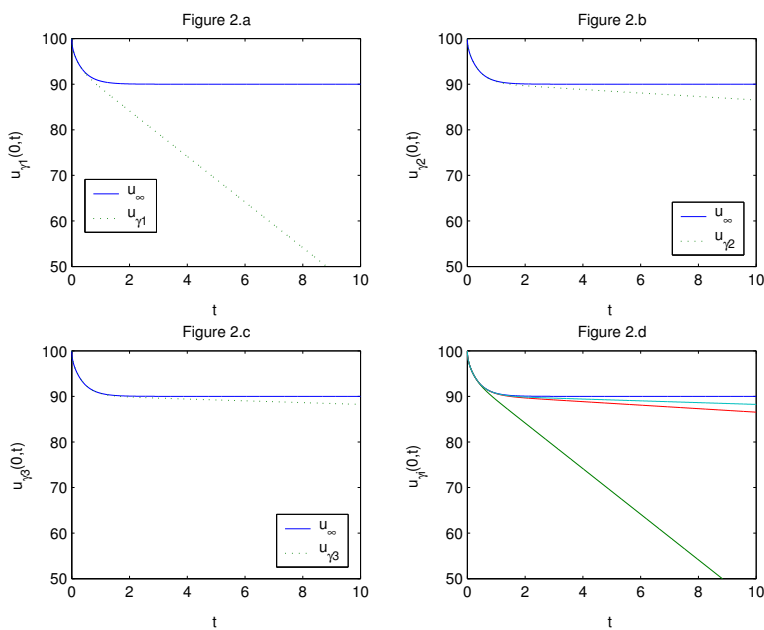 Figure 2.a
100
90
80
70
60
50
0 2 4 6 8 10
u_γ1(0,t)
t
u_∞
u_γ1
Figure 2.b
100
90
80
70
60
50
0 2 4 6 8 10
u_γ2(0,t)
t
u_∞
u_γ2
Figure 2.c
100
90
80
70
60
50
0 2 4 6 8 10
u_γ3(0,t)
t
u_∞
u_γ3
Figure 2.d
100
90
80
70
60
50
0 2 4 6 8 10
u_γi(0,t)
t